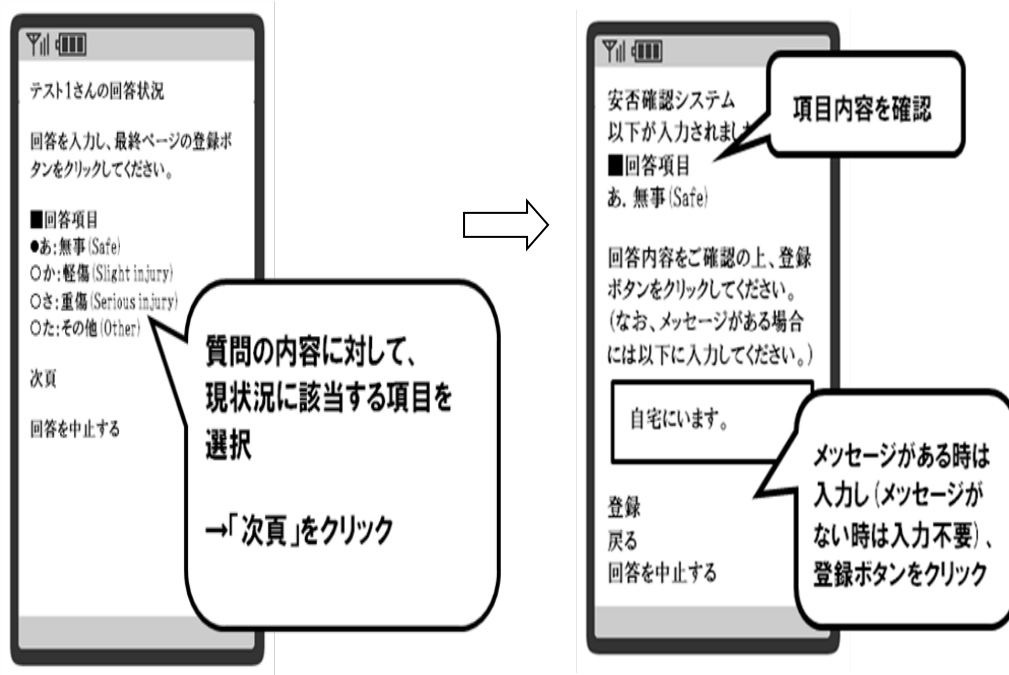 テスト1さんの回答状況
回答を入力し、最終ページの登録ボ
タンをクリックしてください。
■回答項目
●あ:無事(Safe)
○か:軽傷(Slight injury)
○さ:重傷(Serious injury)
○た:その他(Other)
次頁
回答を中止する
質問の内容に対して、
現状況に該当する項目を
選択
→「次頁」をクリック
安否確認システム
以下が入力されました
■回答項目
あ. 無事(Safe)
項目内容を確認
回答内容をご確認の上、登録
ボタンをクリックしてください。
(なお、メッセージがある場合
には以下に入力してください。)
自宅にいます。
登録
戻る
回答を中止する
メッセージがある時は
入力し(メッセージが
ない時は入力不要)、
登録ボタンをクリック